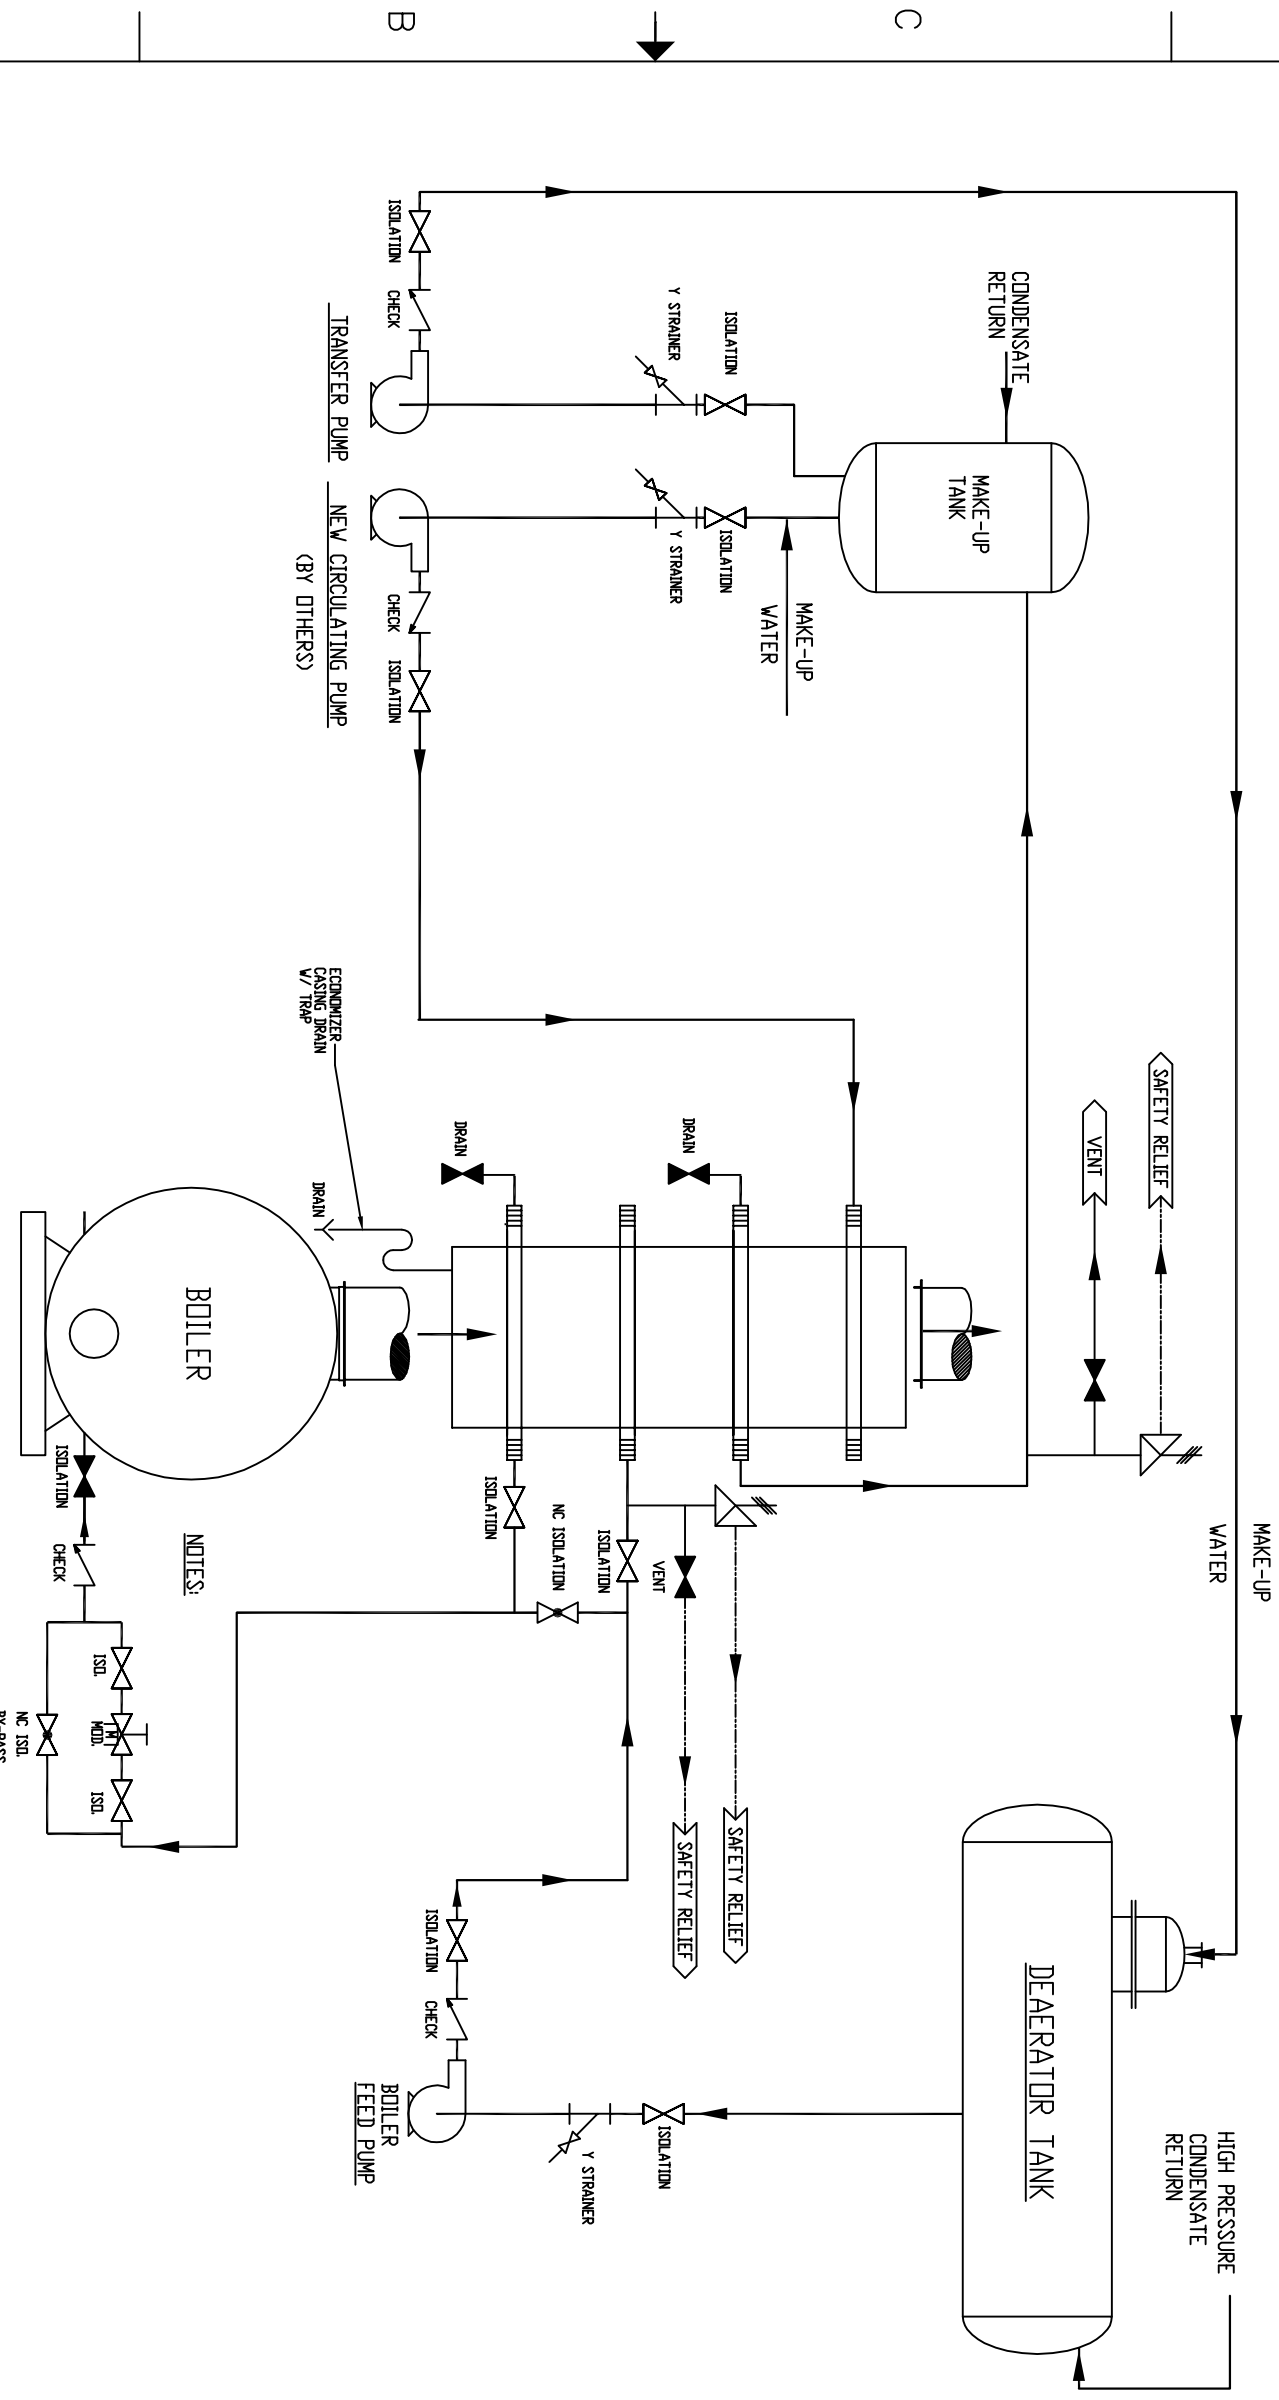 B
C
MAKE-UP
WATER
HIGH PRESSURE
CONDENSATE
RETURN
SAFETY RELIEF
VENT
CONDENSATE
RETURN
MAKE-UP
TANK
DEAERATOR TANK
MAKE-UP
WATER
ISOLATION
Y STRAINER
ISOLATION
Y STRAINER
DRAIN
VENT
SAFETY RELIEF
SAFETY RELIEF
ISOLATION
Y STRAINER
ISOLATION
CHECK
CHECK
ISOLATION
DRAIN
ISOLATION
NC ISOLATION
ISOLATION
ISOLATION
CHECK
TRANSFER PUMP
NEW CIRCULATING PUMP
(BY OTHERS)
ECONOMIZER
CASING DRAIN
W/ TRAP
DRAIN
BOILER
FEED PUMP
BOILER
NOTES:
ISOLATION
CHECK
ISO.
M
MOD.
ISO.
NC ISO.
BY-PASS